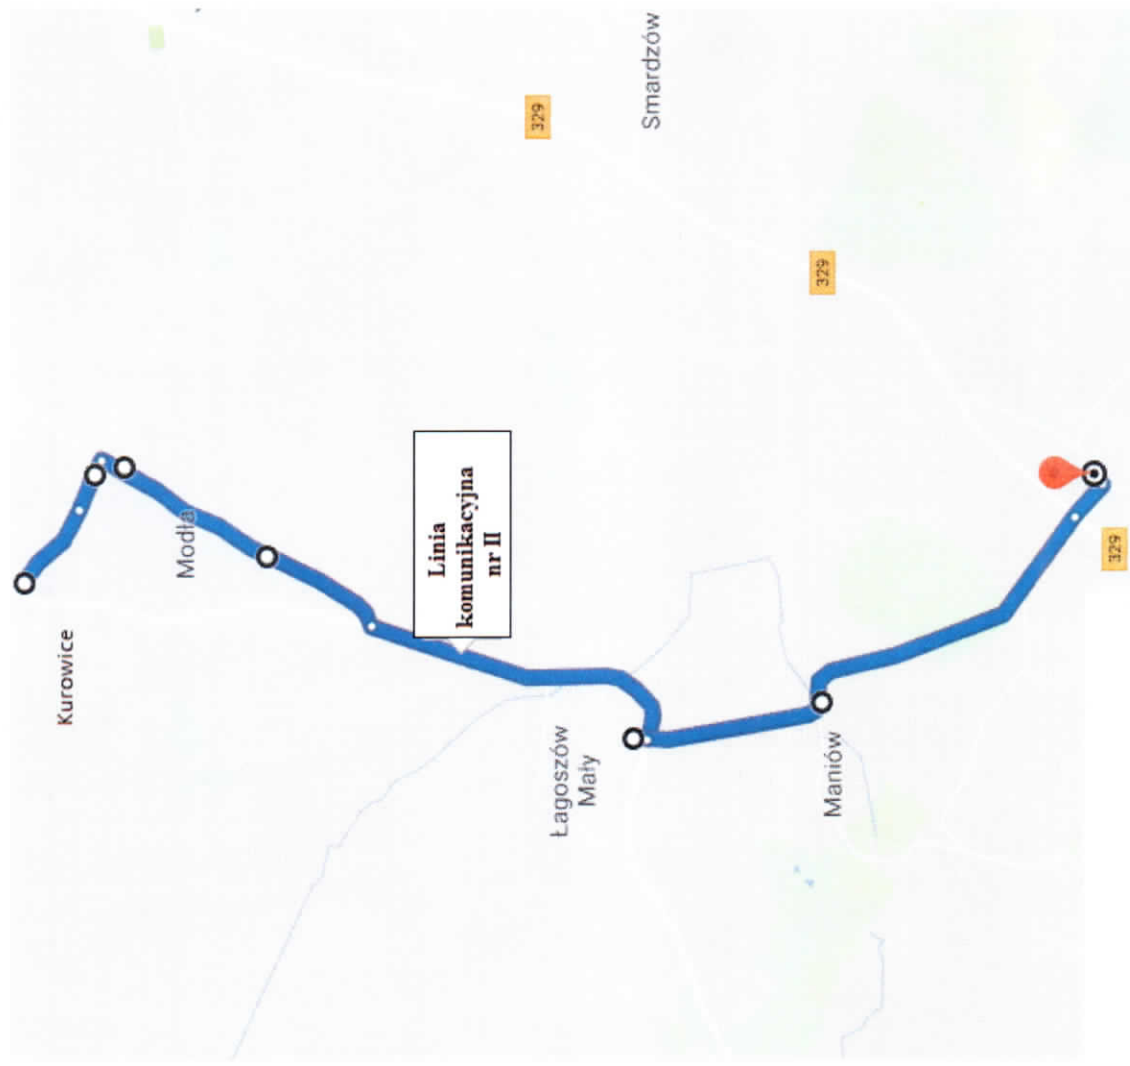 Kurowice
Modła
Linia
komunikacyjna
nr II
329
Łagoszów
Mały
Smardzów
329
Maniów
329